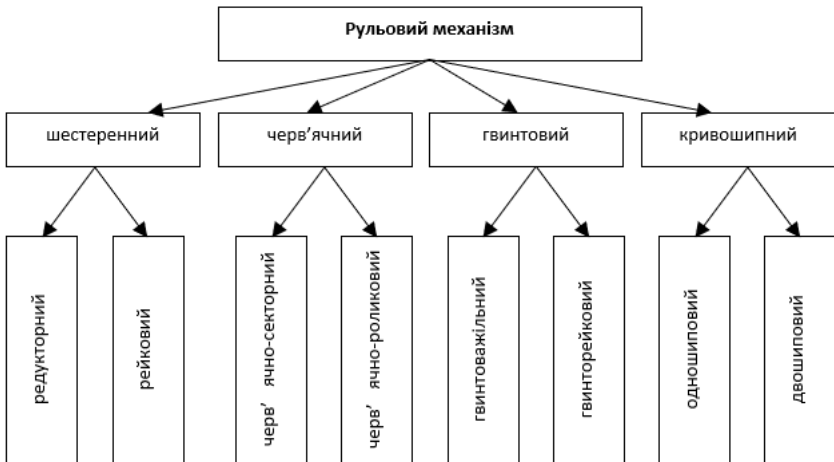 Рульовий механізм
шестеренний
черв’ячний
гвинтовий
кривошипний
редукторний
рейковий
черв’ ячно-секторний
черв’ ячно-роликовий
гвинтоважільний
гвинторейковий
одношиповий
двошиповий